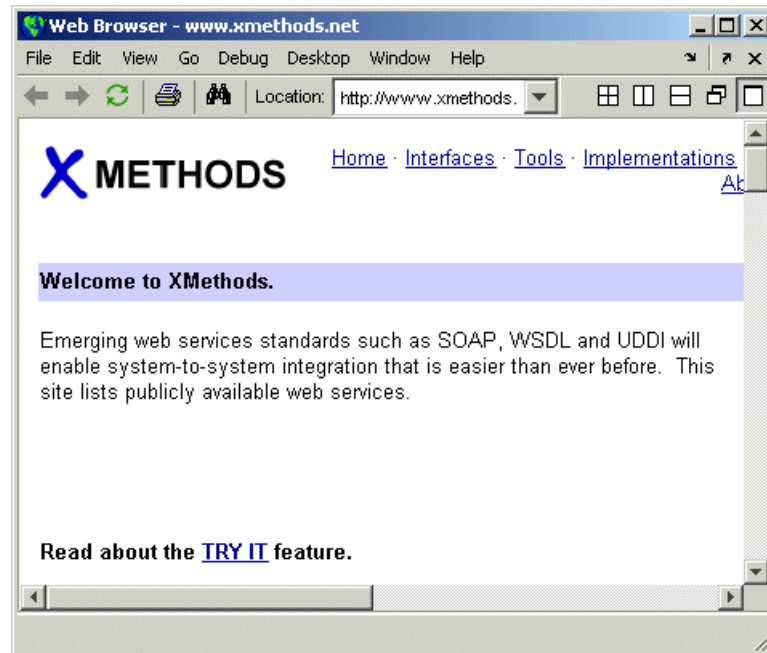 Web Browser - www.xmethods.net
File Edit View Go Debug Desktop Window Help
Location: http://www.xmethods.
X METHODS
Home · Interfaces · Tools · Implementations
Welcome to XMethods.
Emerging web services standards such as SOAP, WSDL and UDDI will
enable system-to-system integration that is easier than ever before. This
site lists publicly available web services.
Read about the TRY IT feature.